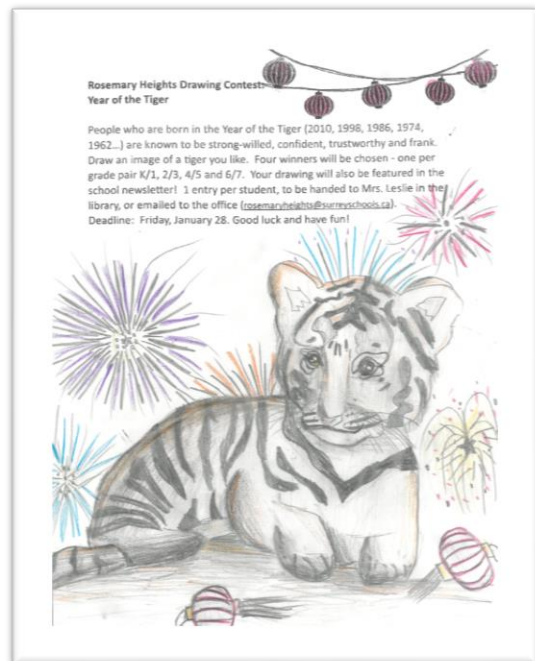 Rosemary Heights Drawing Contest:
Year of the Tiger
People who are born in the Year of the Tiger (2010, 1998, 1986, 1974,
1962...) are known to be strong-willed, confident, trustworthy and frank.
Draw an image of a tiger you like. Four winners will be chosen - one per
grade pair K/1, 2/3, 4/5 and 6/7. Your drawing will also be featured in the
school newsletter! 1 entry per student, to be handed to Mrs. Leslie in the
library, or emailed to the office (rosemaryheights@surreyschools.ca).
Deadline: Friday, January 28. Good luck and have fun!